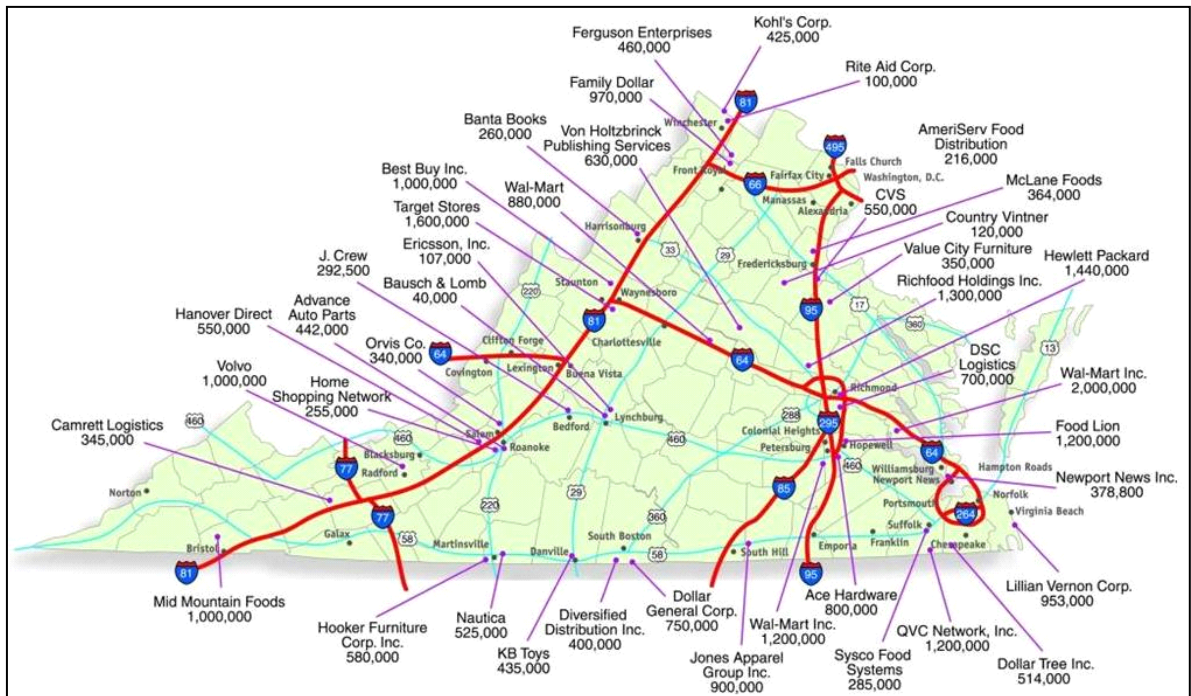 Kohl's Corp.
425,000
Ferguson Enterprises
460,000
Rite Aid Corp.
100,000
Family Dollar
970,000
Banta Books
260,000
Von Holtzbrinck
Publishing Services
630,000
AmeriServ Food
Distribution
216,000
Best Buy Inc.
1,000,000
Wal-Mart
880,000
McLane Foods
364,000
CVS
550,000
Target Stores
1,600,000
Country Vintner
120,000
Ericsson, Inc.
107,000
Value City Furniture
350,000
Hewlett Packard
1,440,000
J. Crew
292,500
Bausch & Lomb
40,000
Richfood Holdings Inc.
1,300,000
Advance
Auto Parts
442,000
Hanover Direct
550,000
Orvis Co.
340,000
DSC
Logistics
700,000
Volvo
1,000,000
Home
Shopping Network
255,000
Wal-Mart Inc.
2,000,000
Camrett Logistics
345,000
Food Lion
1,200,000
Newport News Inc.
378,800
Lillian Vernon Corp.
953,000
Mid Mountain Foods
1,000,000
Hooker Furniture
Corp. Inc.
580,000
Nautica
525,000
KB Toys
435,000
Diversified
Distribution Inc.
400,000
Dollar
General Corp.
750,000
Jones Apparel
Group Inc.
900,000
Wal-Mart Inc.
1,200,000
Ace Hardware
800,000
Sysco Food
Systems
285,000
QVC Network, Inc.
1,200,000
Dollar Tree Inc.
514,000
81
Winchester
495
Falls Church
Front Royal
66
Fairfax City
Washington, D.C.
Manassas
Alexandria
Harrisonburg
33
29
Fredericksburg
220
Staunton
Waynesboro
95
17
360
81
Charlottesville
13
64
Clifton Forge
Covington
Lexington
Buena Vista
64
Richmond
288
295
Colonial Heights
Petersburg
Hopewell
460
Lynchburg
Bedford
460
460
460
Salem
Roanoke
Blacksburg
Radford
77
64
Williamsburg
Newport News
Hampton Roads
Norton
220
29
360
85
Portsmouth
Norfolk
Virginia Beach
264
Suffolk
77
Galax
58
Martinsville
Danville
South Boston
58
South Hill
Emporia
Franklin
Chesapeake
Bristol
81
95